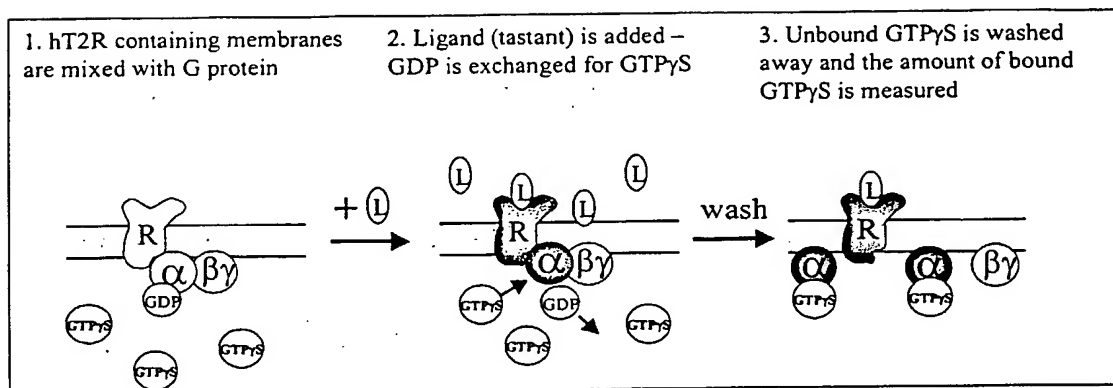 1. hT2R containing membranes
are mixed with G protein
2. Ligand (tastant) is added –
GDP is exchanged for GTPγS
3. Unbound GTPγS is washed
away and the amount of bound
GTPγS is measured
R
α
βγ
GDP
GTPγS
GTPγS
GTPγS
+ L
L
L
L
L
R
α
βγ
GTPγS
GDP
GTPγS
GTPγS
wash
L
R
α
α
βγ
GTPγS
GTPγS